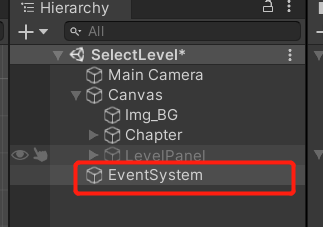 Hierarchy
All
SelectLevel*
Main Camera
Canvas
Img_BG
Chapter
LevelPanel
EventSystem